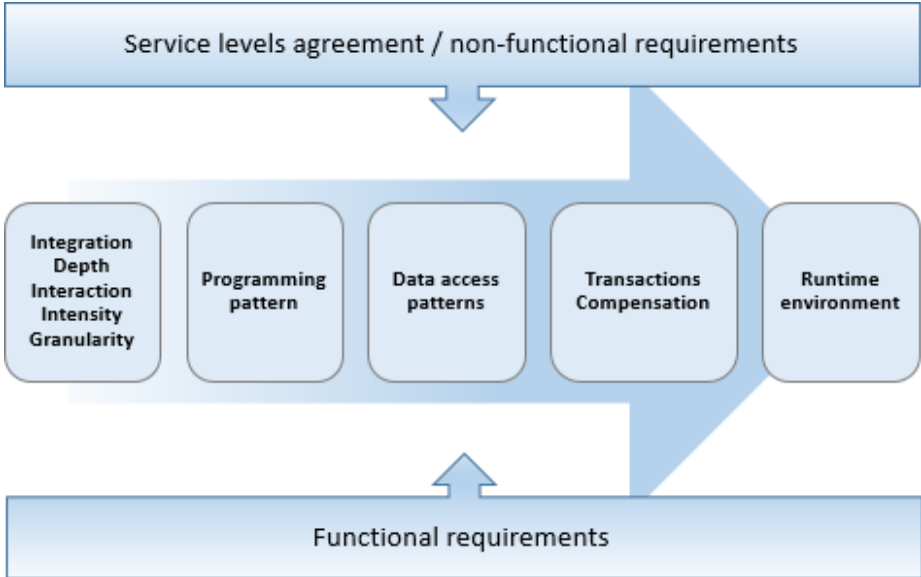 Service levels agreement / non-functional requirements
Integration
Depth
Interaction
Intensity
Granularity
Programming
pattern
Data access
patterns
Transactions
Compensation
Runtime
environment
Functional requirements